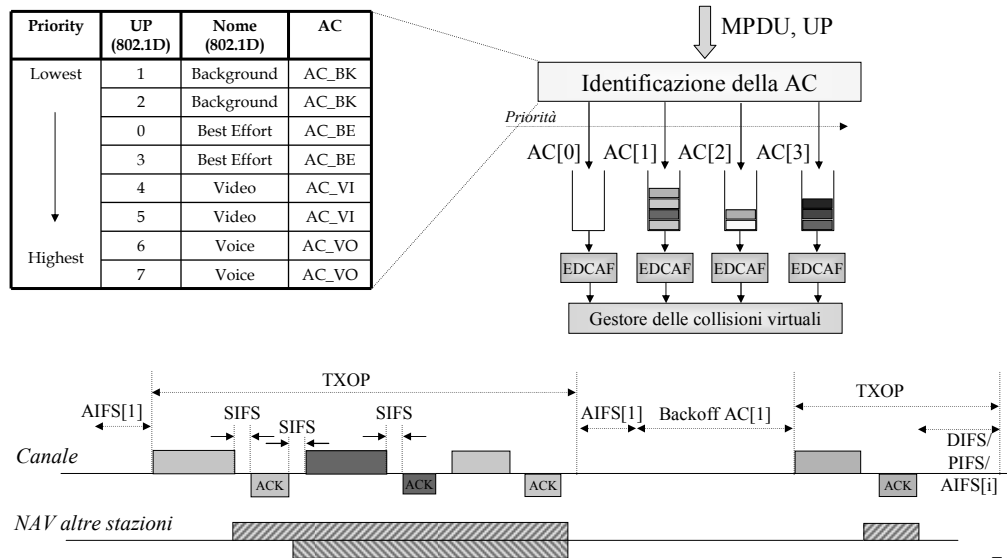 Priority UP (802.1D) Nome (802.1D) AC
Lowest 1 Background AC_BK
2 Background AC_BK
0 Best Effort AC_BE
3 Best Effort AC_BE
4 Video AC_VI
5 Video AC_VI
Highest 6 Voice AC_VO
7 Voice AC_VO
MPDU, UP
Identificazione della AC
Priorità
AC[0] AC[1] AC[2] AC[3]
EDCAF EDCAF EDCAF EDCAF
Gestore delle collisioni virtuali
TXOP TXOP
AIFS[1] SIFS SIFS SIFS AIFS[1] Backoff AC[1]
DIFS/
PIFS/
AIFS[i]
Canale
ACK ACK ACK ACK
NAV altre stazioni